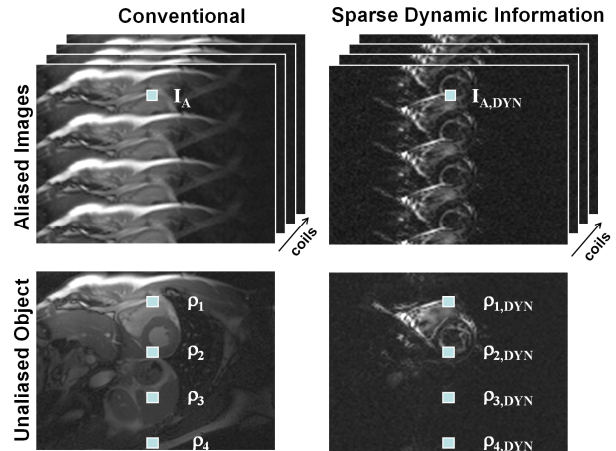 Conventional
Sparse Dynamic Information
Aliased Images
I_A
I_A,DYN
coils
coils
Unaliased Object
ρ₁
ρ₂
ρ₃
ρ₄
ρ₁,DYN
ρ₂,DYN
ρ₃,DYN
ρ₄,DYN